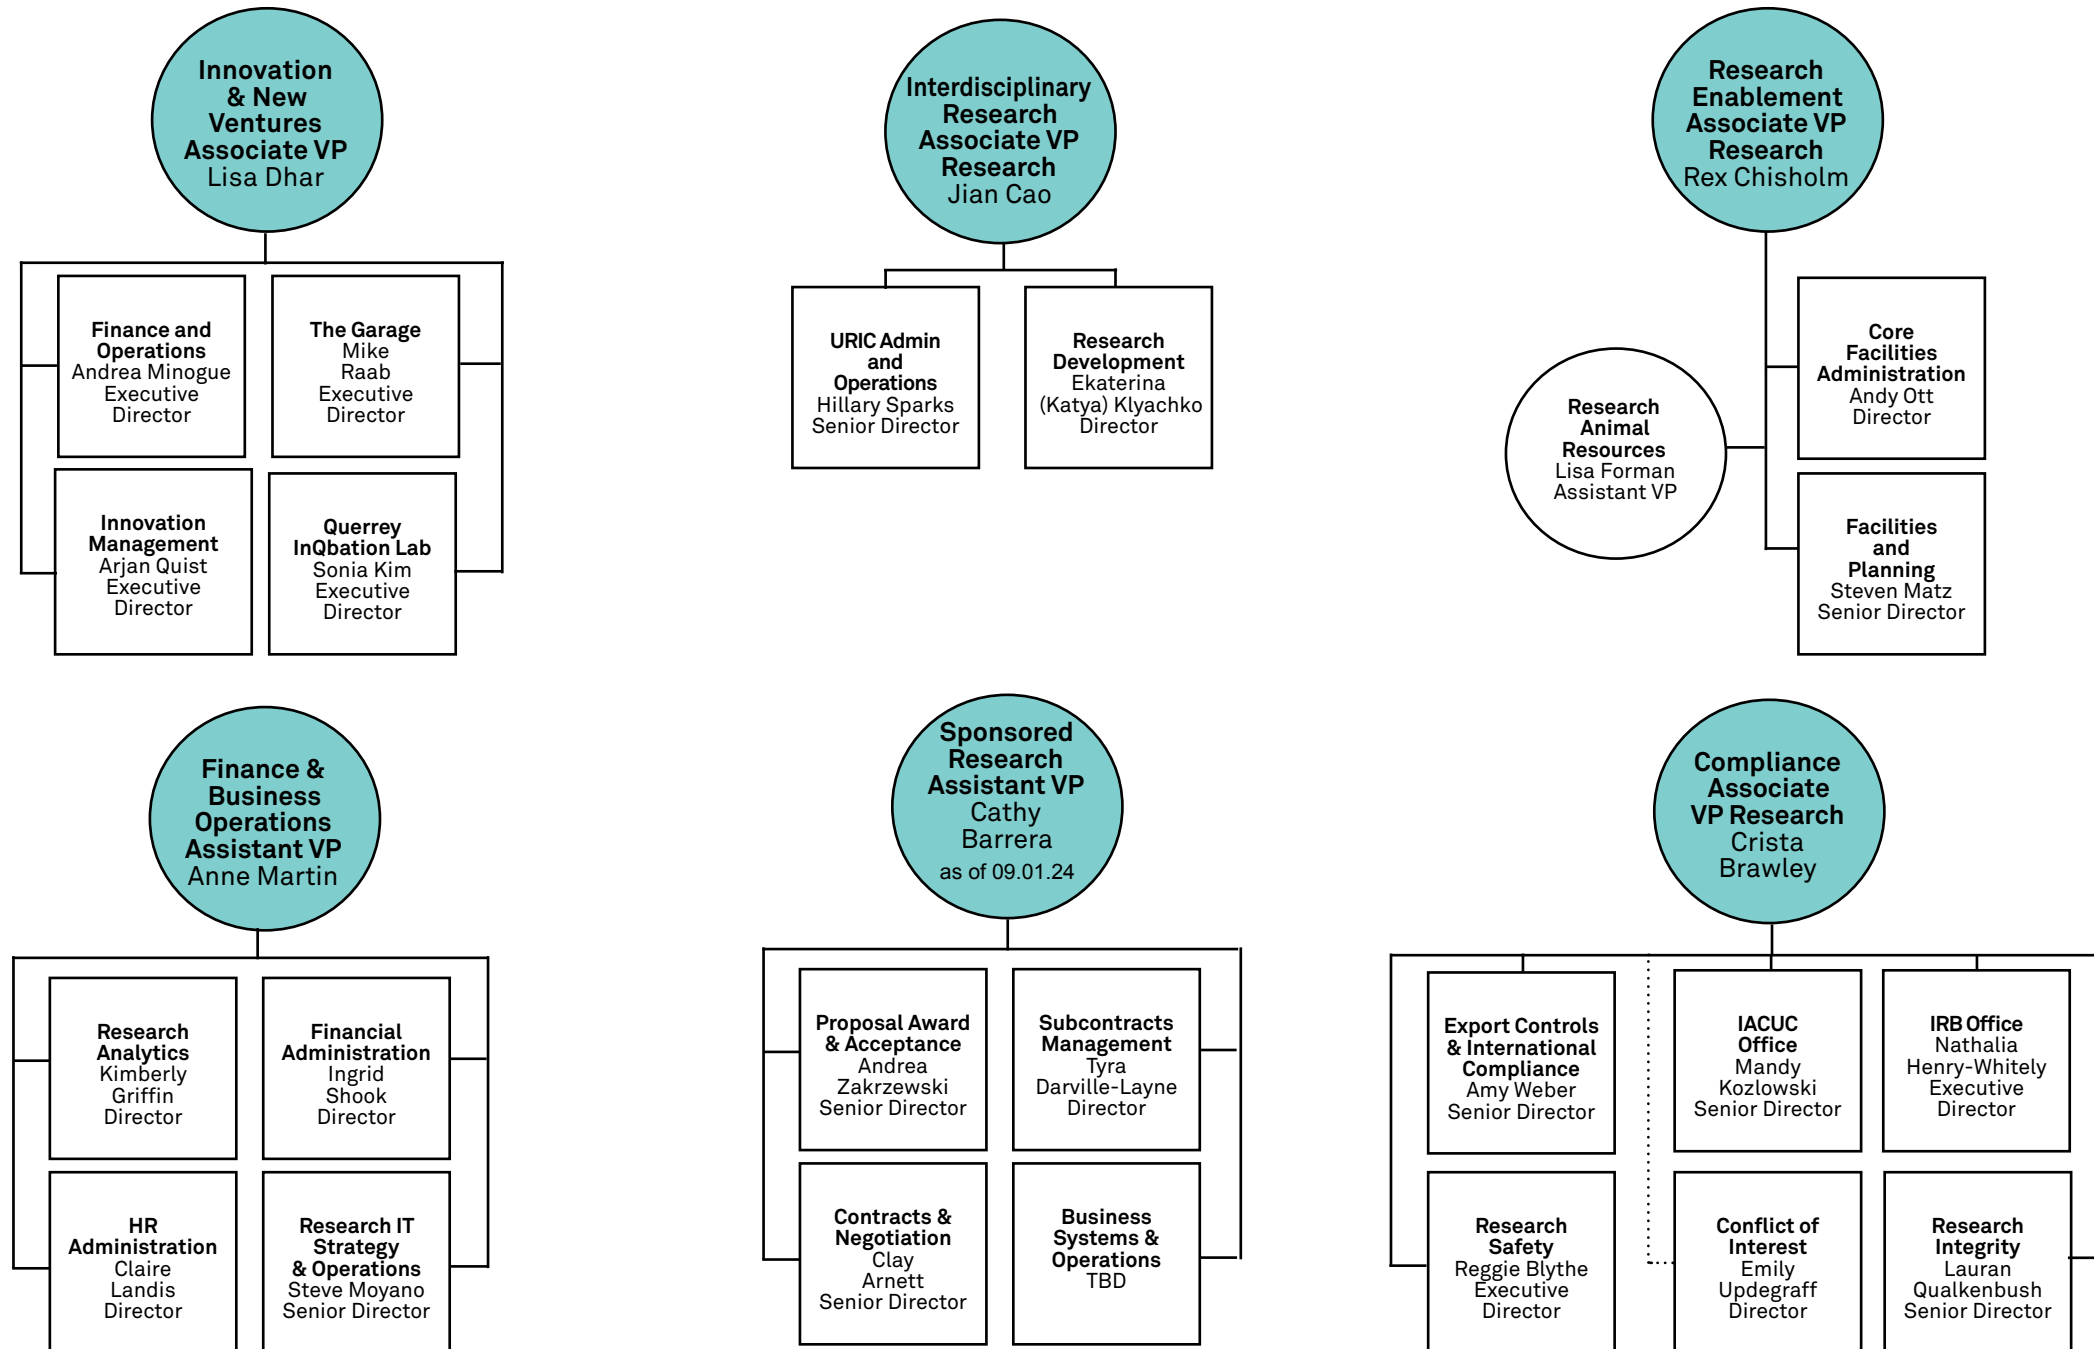 Innovation
& New
Ventures
Associate VP
Lisa Dhar
Finance and
Operations
Andrea Minogue
Executive
Director
The Garage
Mike
Raab
Executive
Director
Innovation
Management
Arjan Quist
Executive
Director
Querrey
InQbation Lab
Sonia Kim
Executive
Director
Interdisciplinary
Research
Associate VP
Research
Jian Cao
URIC Admin
and
Operations
Hillary Sparks
Senior Director
Research
Development
Ekaterina
(Katya) Klyachko
Director
Research
Enablement
Associate VP
Research
Rex Chisholm
Research
Animal
Resources
Lisa Forman
Assistant VP
Core
Facilities
Administration
Andy Ott
Director
Facilities
and
Planning
Steven Matz
Senior Director
Finance &
Business
Operations
Assistant VP
Anne Martin
Research
Analytics
Kimberly
Griffin
Director
Financial
Administration
Ingrid
Shook
Director
HR
Administration
Claire
Landis
Director
Research IT
Strategy
& Operations
Steve Moyano
Senior Director
Sponsored
Research
Assistant VP
Cathy
Barrera
as of 09.01.24
Proposal Award
& Acceptance
Andrea
Zakrzewski
Senior Director
Subcontracts
Management
Tyra
Darville-Layne
Director
Contracts &
Negotiation
Clay
Arnett
Senior Director
Business
Systems &
Operations
TBD
Compliance
Associate
VP Research
Crista
Brawley
Export Controls
& International
Compliance
Amy Weber
Senior Director
IACUC
Office
Mandy
Kozlowski
Senior Director
IRB Office
Nathalia
Henry-Whitely
Executive
Director
Research
Safety
Reggie Blythe
Executive
Director
Conflict of
Interest
Emily
Updegraff
Director
Research
Integrity
Lauran
Qualkenbush
Senior Director